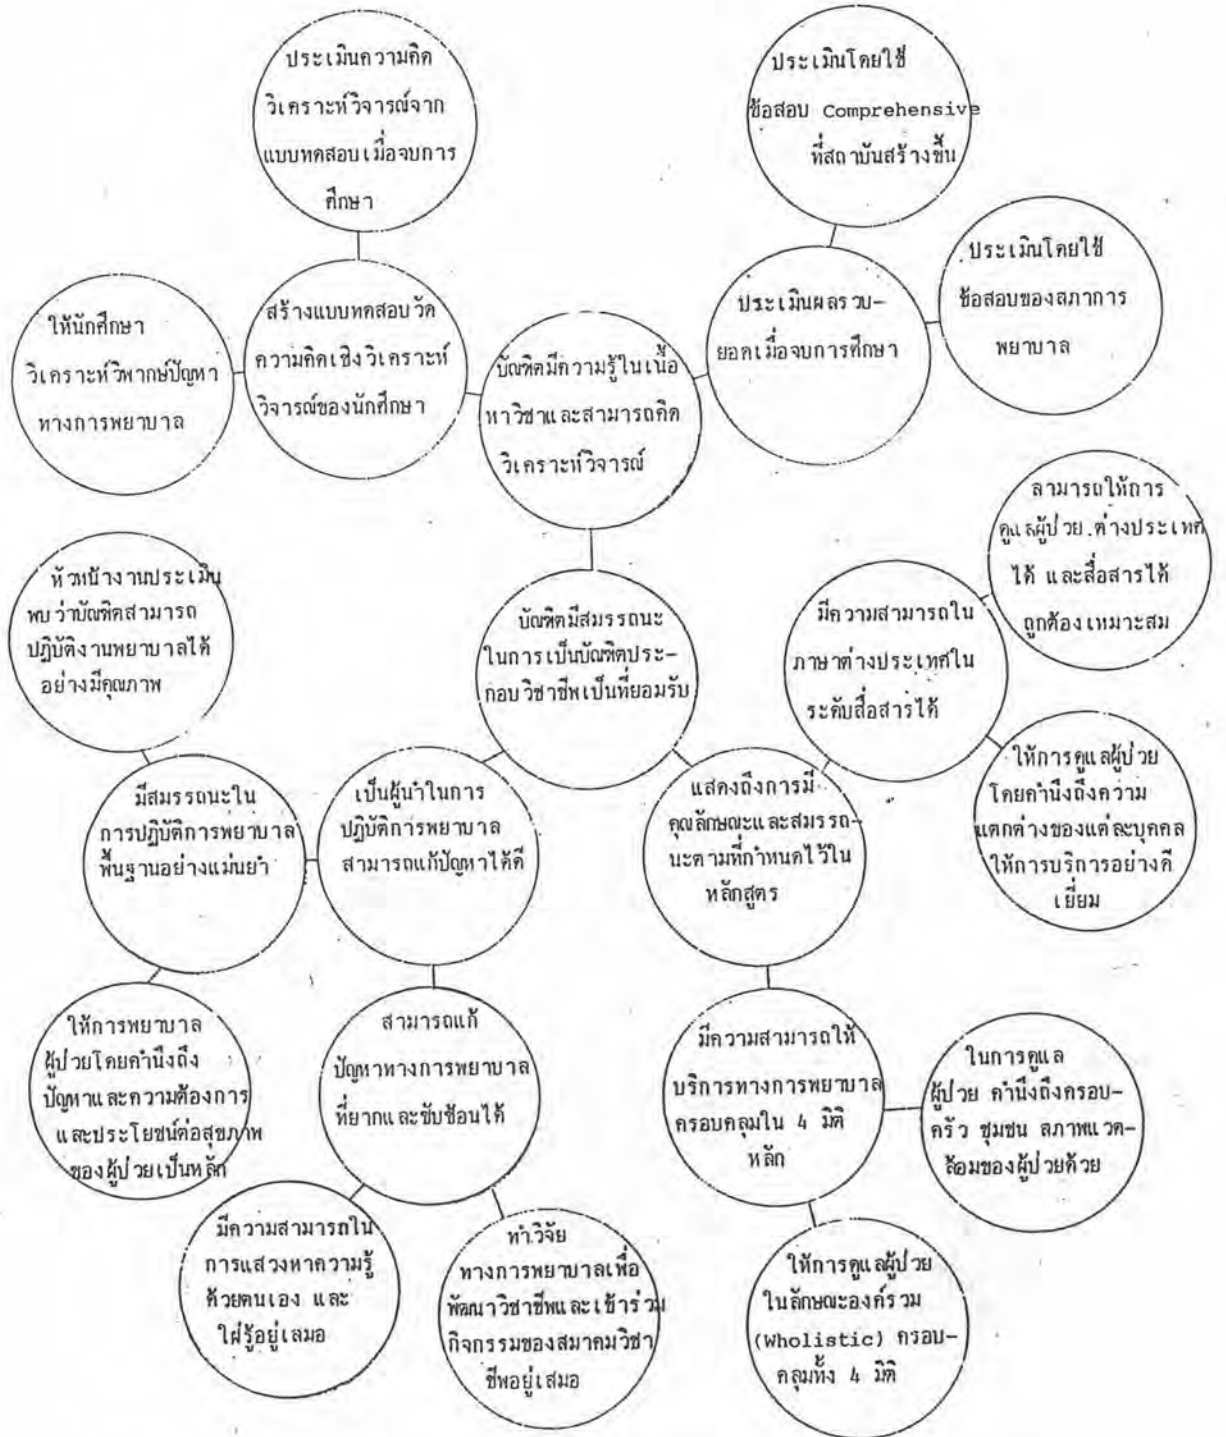 ประเมินความคิด
วิเคราะห์วิจารณ์จาก
แบบทดสอบเมื่อจบการ
ศึกษา
ประเมินโดยใช้
ข้อสอบ Comprehensive
ที่สถาบันสร้างขึ้น
ประเมินโดยใช้
ข้อสอบของสภาการ
พยาบาล
ประเมินผลรวบ-
ยอดเมื่อจบการศึกษา
สร้างแบบทดสอบวัด
ความคิดเชิงวิเคราะห์
วิจารณ์ของนักศึกษา
ให้นักศึกษา
วิเคราะห์วิพากษ์ปัญหา
ทางการพยาบาล
บัณฑิตมีความรู้ในเนื้อ
หาวิชาและสามารถคิด
วิเคราะห์วิจารณ์
สามารถให้การ
ดูแลผู้ป่วย.ต่างประเทศ
ได้ และสื่อสารได้
ถูกต้องเหมาะสม
หัวหน้างานประเมิน
พบว่าบัณฑิตสามารถ
ปฏิบัติงานพยาบาลได้
อย่างมีคุณภาพ
บัณฑิตมีสมรรถนะ
ในการเป็นบัณฑิตประ-
กอบวิชาชีพเป็นที่ยอมรับ
มีความสามารถใน
ภาษาต่างประเทศใน
ระดับสื่อสารได้
ให้การดูแลผู้ป่วย
โดยคำนึงถึงความ
แตกต่างของแต่ละบุคคล
ให้การบริการอย่างดี
เยี่ยม
มีสมรรถนะใน
การปฏิบัติการพยาบาล
พื้นฐานอย่างแม่นยำ
เป็นผู้นำในการ
ปฏิบัติการพยาบาล
สามารถแก้ปัญหาได้ดี
แสดงถึงการมี
คุณลักษณะและสมรรถ-
นะตามที่กำหนดไว้ใน
หลักสูตร
ให้การพยาบาล
ผู้ป่วยโดยคำนึงถึง
ปัญหาและความต้องการ
และประโยชน์ต่อสุขภาพ
ของผู้ป่วยเป็นหลัก
สามารถแก้
ปัญหาทางการพยาบาล
ที่ยากและซับซ้อนได้
มีความสามารถให้
บริการทางการพยาบาล
ครอบคลุมใน 4 มิติ
หลัก
ในการดูแล
ผู้ป่วย คำนึงถึงครอบ-
ครัว ชุมชน สภาพแวด-
ล้อมของผู้ป่วยด้วย
มีความสามารถใน
การแสวงหาความรู้
ด้วยตนเอง และ
ใฝ่รู้อยู่เสมอ
ทำวิจัย
ทางการพยาบาลเพื่อ
พัฒนาวิชาชีพและเข้าร่วม
กิจกรรมของสมาคมวิชา
ชีพอยู่เสมอ
ให้การดูแลผู้ป่วย
ในลักษณะองค์รวม
(Wholistic) ครอบ-
คลุมทั้ง 4 มิติ